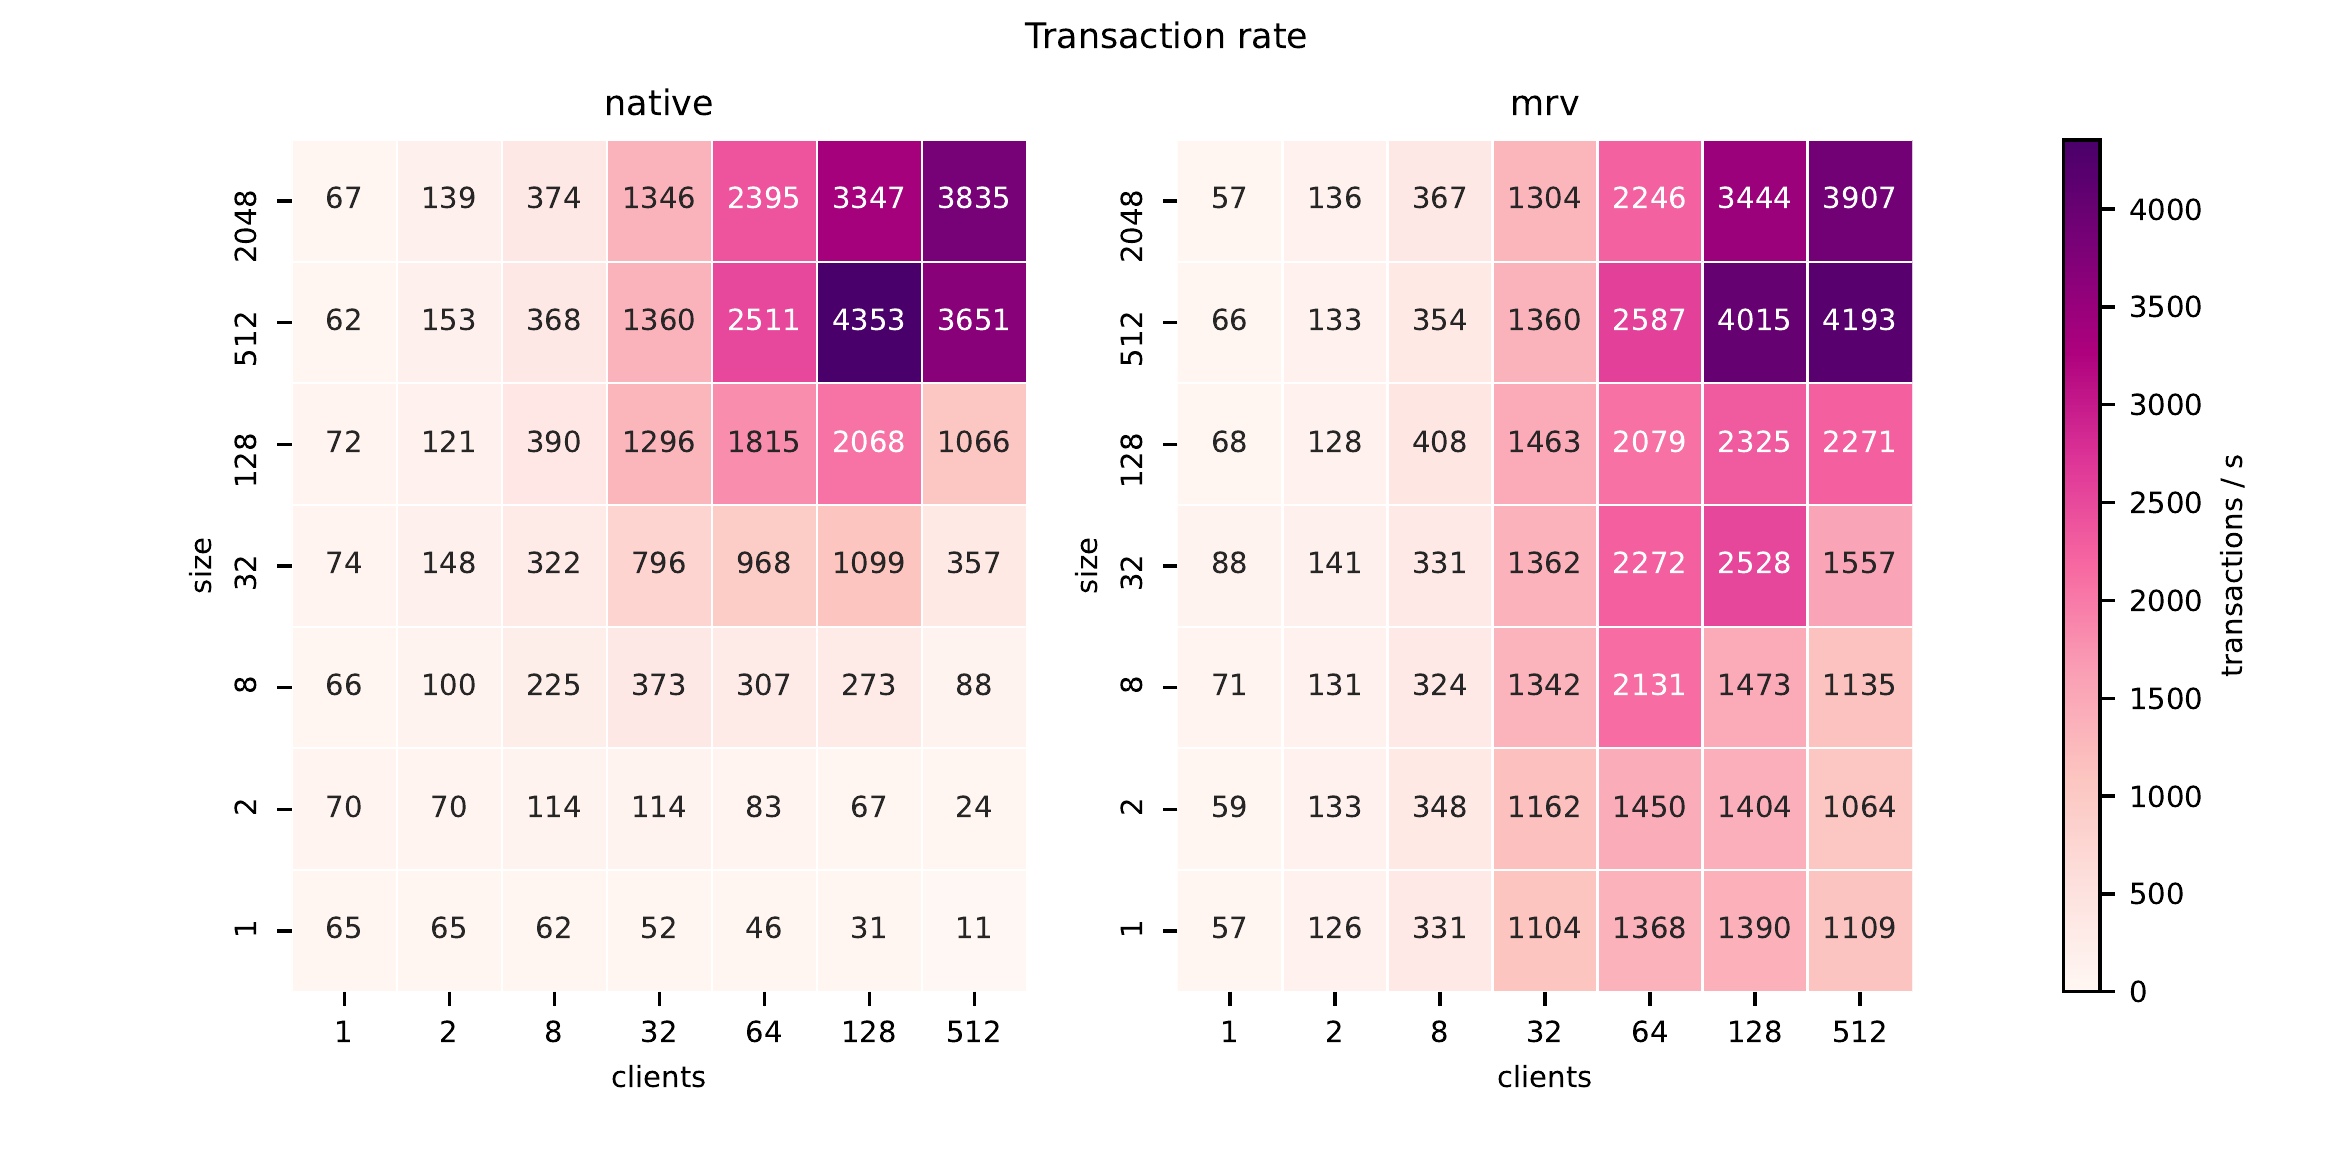 Transaction rate
native
mrv
2048 67 139 374 1346 2395 3347 3835
512 62 153 368 1360 2511 4353 3651
128 72 121 390 1296 1815 2068 1066
32 74 148 322 796 968 1099 357
8 66 100 225 373 307 273 88
2 70 70 114 114 83 67 24
1 65 65 62 52 46 31 11
1 2 8 32 64 128 512
size
clients
2048 57 136 367 1304 2246 3444 3907
512 66 133 354 1360 2587 4015 4193
128 68 128 408 1463 2079 2325 2271
32 88 141 331 1362 2272 2528 1557
8 71 131 324 1342 2131 1473 1135
2 59 133 348 1162 1450 1404 1064
1 57 126 331 1104 1368 1390 1109
1 2 8 32 64 128 512
size
clients
4000
3500
3000
2500
2000
1500
1000
500
0
transactions / s